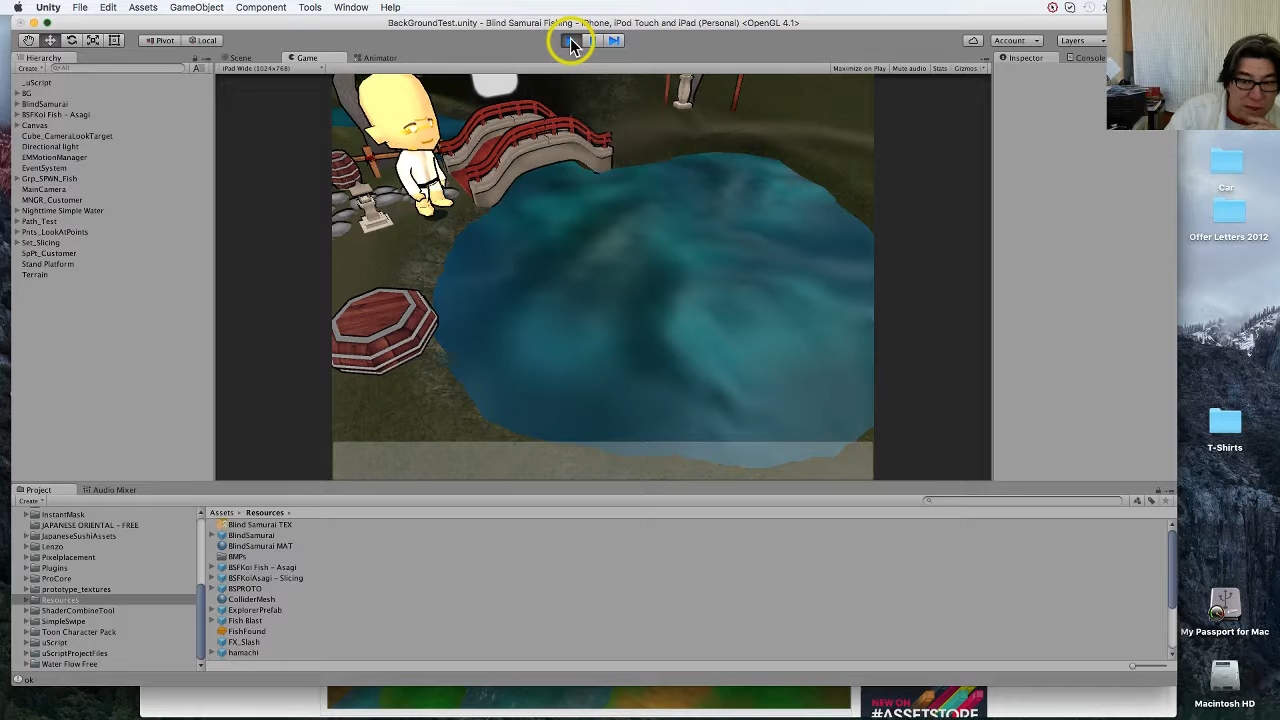 Unity File Edit Assets GameObject Component Tools Window Help
BackGroundTest.unity - Blind Samurai Fishing - iPhone, iPod Touch and iPad (Personal) <OpenGL 4.1>
Pivot Local Account Layers
Hierarchy Scene Game Animator Inspector Console
Create All iPad Wide (1024x768) Maximize on Play Mute audio Stats Gizmos
_uScript
BG
BlindSamurai
BSFKoi Fish - Asagi
Canvas
Cube_CameraLookTarget
Directional light
EMMotionManager
EventSystem
Grp_SPWN_Fish
MainCamera
MNGR_Customer
Nighttime Simple Water
Path_Test
Pnts_LookAtPoints
Set_Slicing
SpPt_Customer
Stand Platform
Terrain
Car
Offer Letters 2012
T-Shirts
My Passport for Mac
Macintosh HD
Project Audio Mixer
Create
InstantMask
JAPANESE ORIENTAL - FREE
JapaneseSushiAssets
Lenzo
Pixelplacement
Plugins
ProCore
prototype_textures
Resources
ShaderCombineTool
SimpleSwipe
Toon Character Pack
uScript
uScriptProjectFiles
Water Flow Free
Assets Resources
Blind Samurai TEX
BlindSamurai
BlindSamurai MAT
BMPs
BSFKoi Fish - Asagi
BSFKoiAsagi - Slicing
BSPROTO
ColliderMesh
ExplorerPrefab
Fish Blast
FishFound
FX_Slash
hamachi
ok
NEW ON
#ASSETSTORE